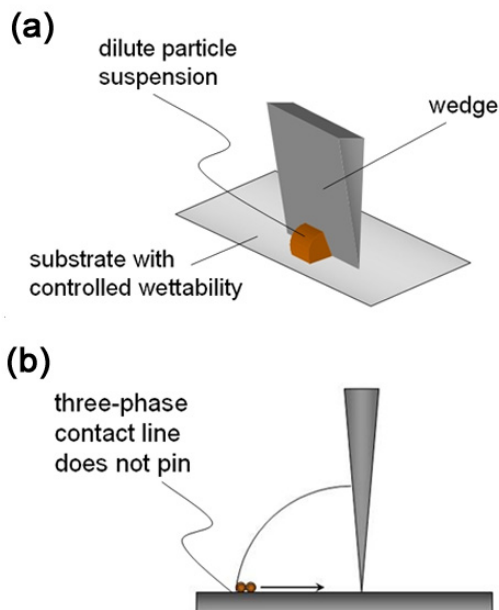 (a)
dilute particle
suspension
wedge
substrate with
controlled wettability
(b)
three-phase
contact line
does not pin